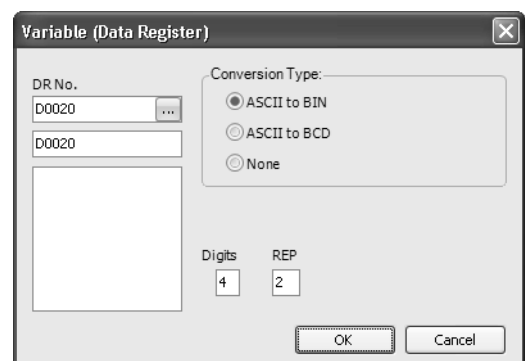 Variable (Data Register)
DR No.
D0020 ...
D0020
Conversion Type:
ASCII to BIN
ASCII to BCD
None
Digits REP
4 2
OK Cancel